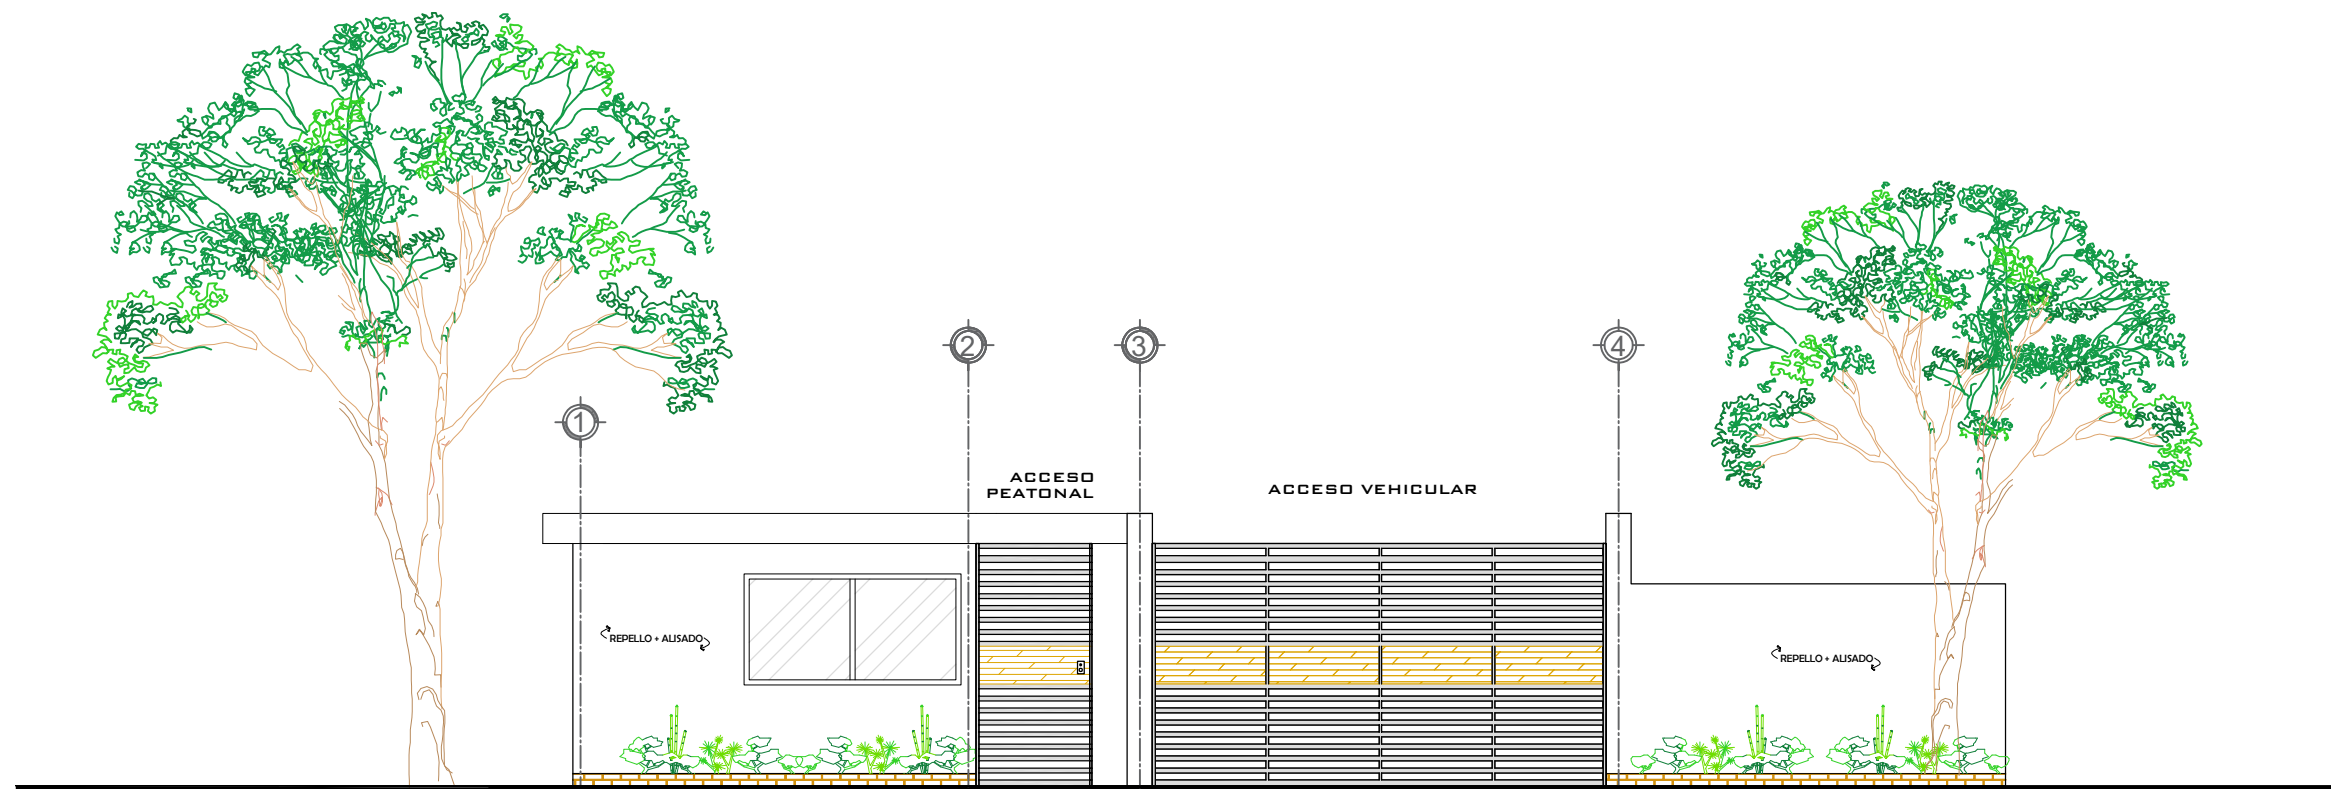 2
3
4
1
ACCESO
PEATONAL
ACCESO VEHICULAR
REPELLO + ALISADO
REPELLO + ALISADO